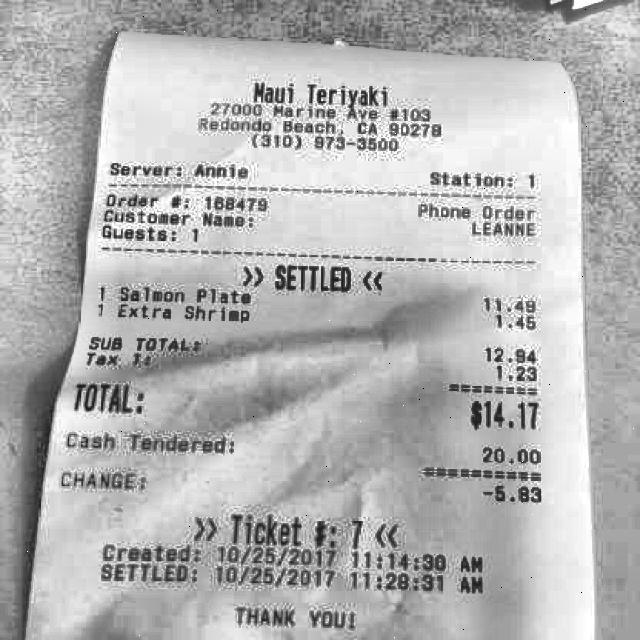 Maui Teriyaki
27000 Marine Ave #103
Redondo Beach, CA 90278
(310) 973-3500
Server: Annie Station: 1
Order #: 168479 Phone Order
Customer Name: LEANNE
Guests: 1
>> SETTLED <<
1 Salmon Plate 11.49
1 Extra Shrimp 1.45
SUB TOTAL: 12.94
Tax 1: 1.23
========
TOTAL: $14.17
Cash Tendered: 20.00
==========
CHANGE: -5.83
>> Ticket #: 7 <<
Created: 10/25/2017 11:14:30 AM
SETTLED: 10/25/2017 11:28:31 AM
THANK YOU!